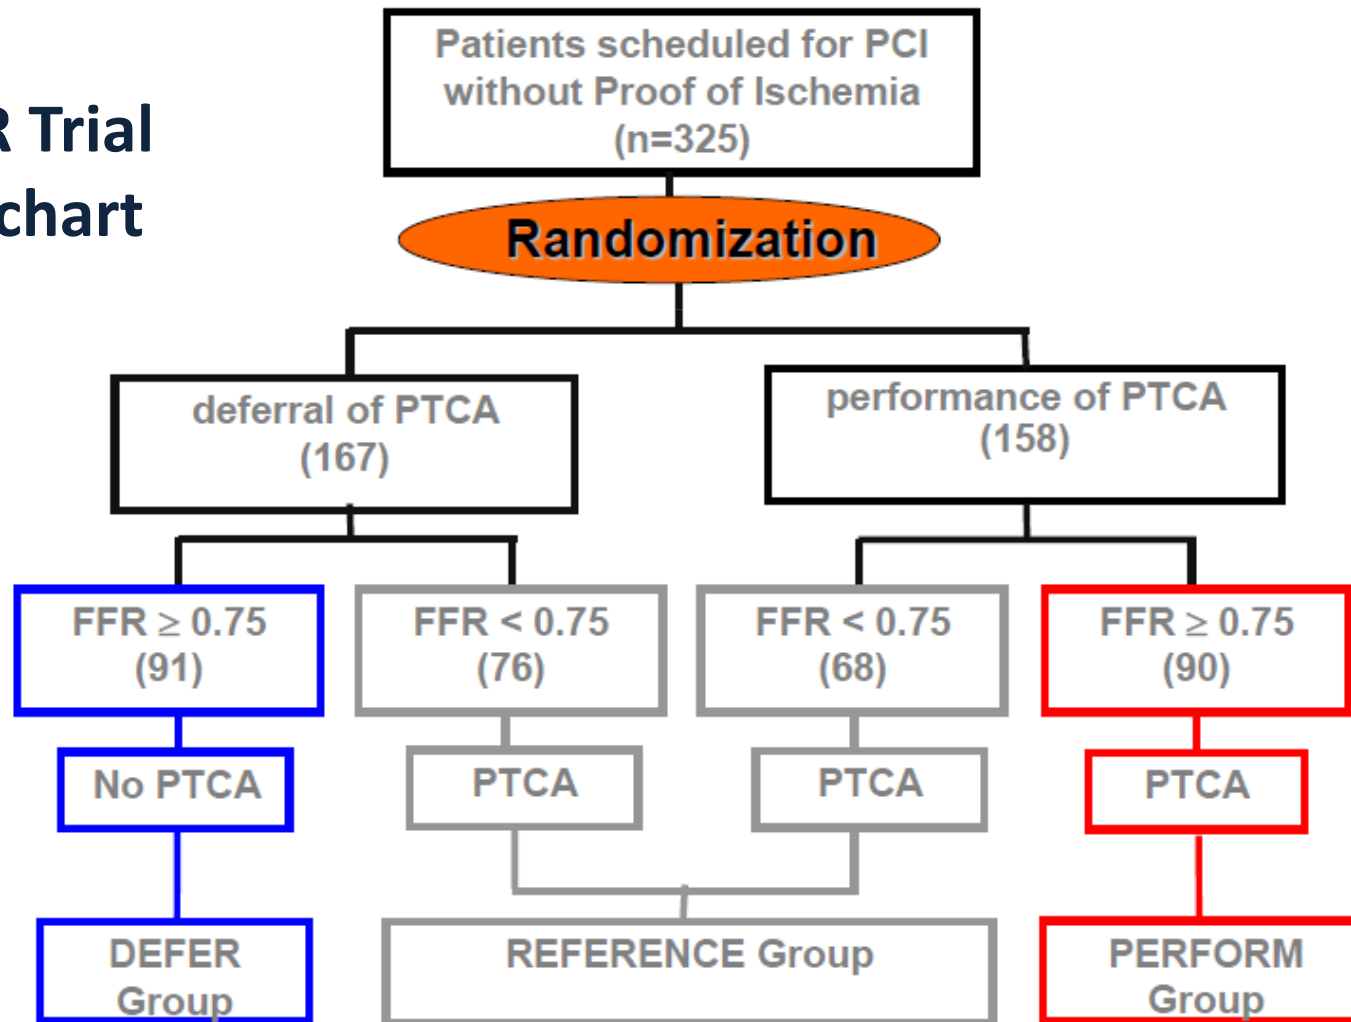 R Trial
chart
Patients scheduled for PCI
without Proof of Ischemia
(n=325)
Randomization
deferral of PTCA
(167)
performance of PTCA
(158)
FFR ≥ 0.75
(91)
FFR < 0.75
(76)
FFR < 0.75
(68)
FFR ≥ 0.75
(90)
No PTCA
PTCA
PTCA
PTCA
DEFER
Group
REFERENCE Group
PERFORM
Group